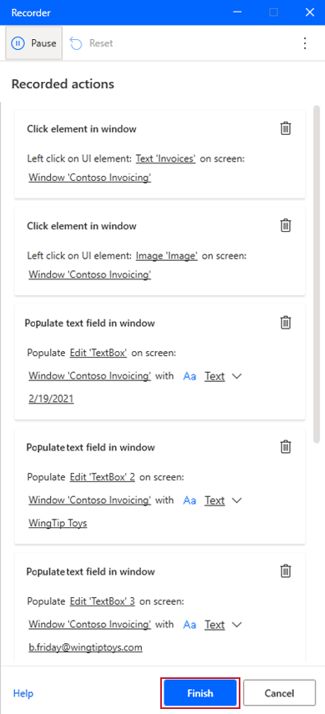 Recorder
Pause Reset
Recorded actions
Click element in window
Left click on UI element: Text 'Invoices' on screen:
Window 'Contoso Invoicing'
Click element in window
Left click on UI element: Image 'Image' on screen:
Window 'Contoso Invoicing'
Populate text field in window
Populate Edit 'TextBox' on screen:
Window 'Contoso Invoicing' with Aa Text
2/19/2021
Populate text field in window
Populate Edit 'TextBox' 2 on screen:
Window 'Contoso Invoicing' with Aa Text
WingTip Toys
Populate text field in window
Populate Edit 'TextBox' 3 on screen:
Window 'Contoso Invoicing' with Aa Text
b.friday@wingtiptoys.com
Help Finish Cancel